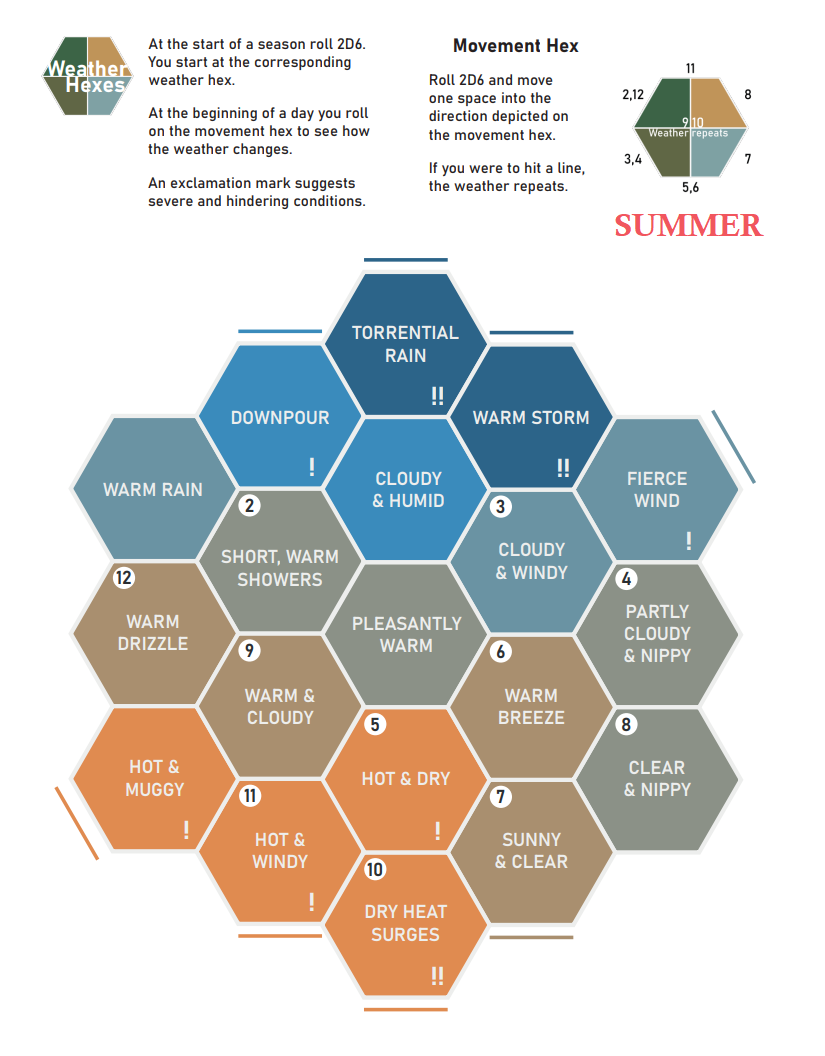 Weather
Hexes
At the start of a season roll 2D6.
You start at the corresponding
weather hex.
At the beginning of a day you roll
on the movement hex to see how
the weather changes.
An exclamation mark suggests
severe and hindering conditions.
Movement Hex
Roll 2D6 and move
one space into the
direction depicted on
the movement hex.
If you were to hit a line,
the weather repeats.
11
2,12
8
9,10
Weather repeats
3,4
7
5,6
SUMMER
TORRENTIAL
RAIN
!!
DOWNPOUR
!
WARM STORM
!!
WARM RAIN
CLOUDY
& HUMID
FIERCE
WIND
!
2
SHORT, WARM
SHOWERS
3
CLOUDY
& WINDY
12
WARM
DRIZZLE
PLEASANTLY
WARM
4
PARTLY
CLOUDY
& NIPPY
9
WARM &
CLOUDY
6
WARM
BREEZE
HOT &
MUGGY
!
5
HOT & DRY
!
8
CLEAR
& NIPPY
11
HOT &
WINDY
!
7
SUNNY
& CLEAR
10
DRY HEAT
SURGES
!!